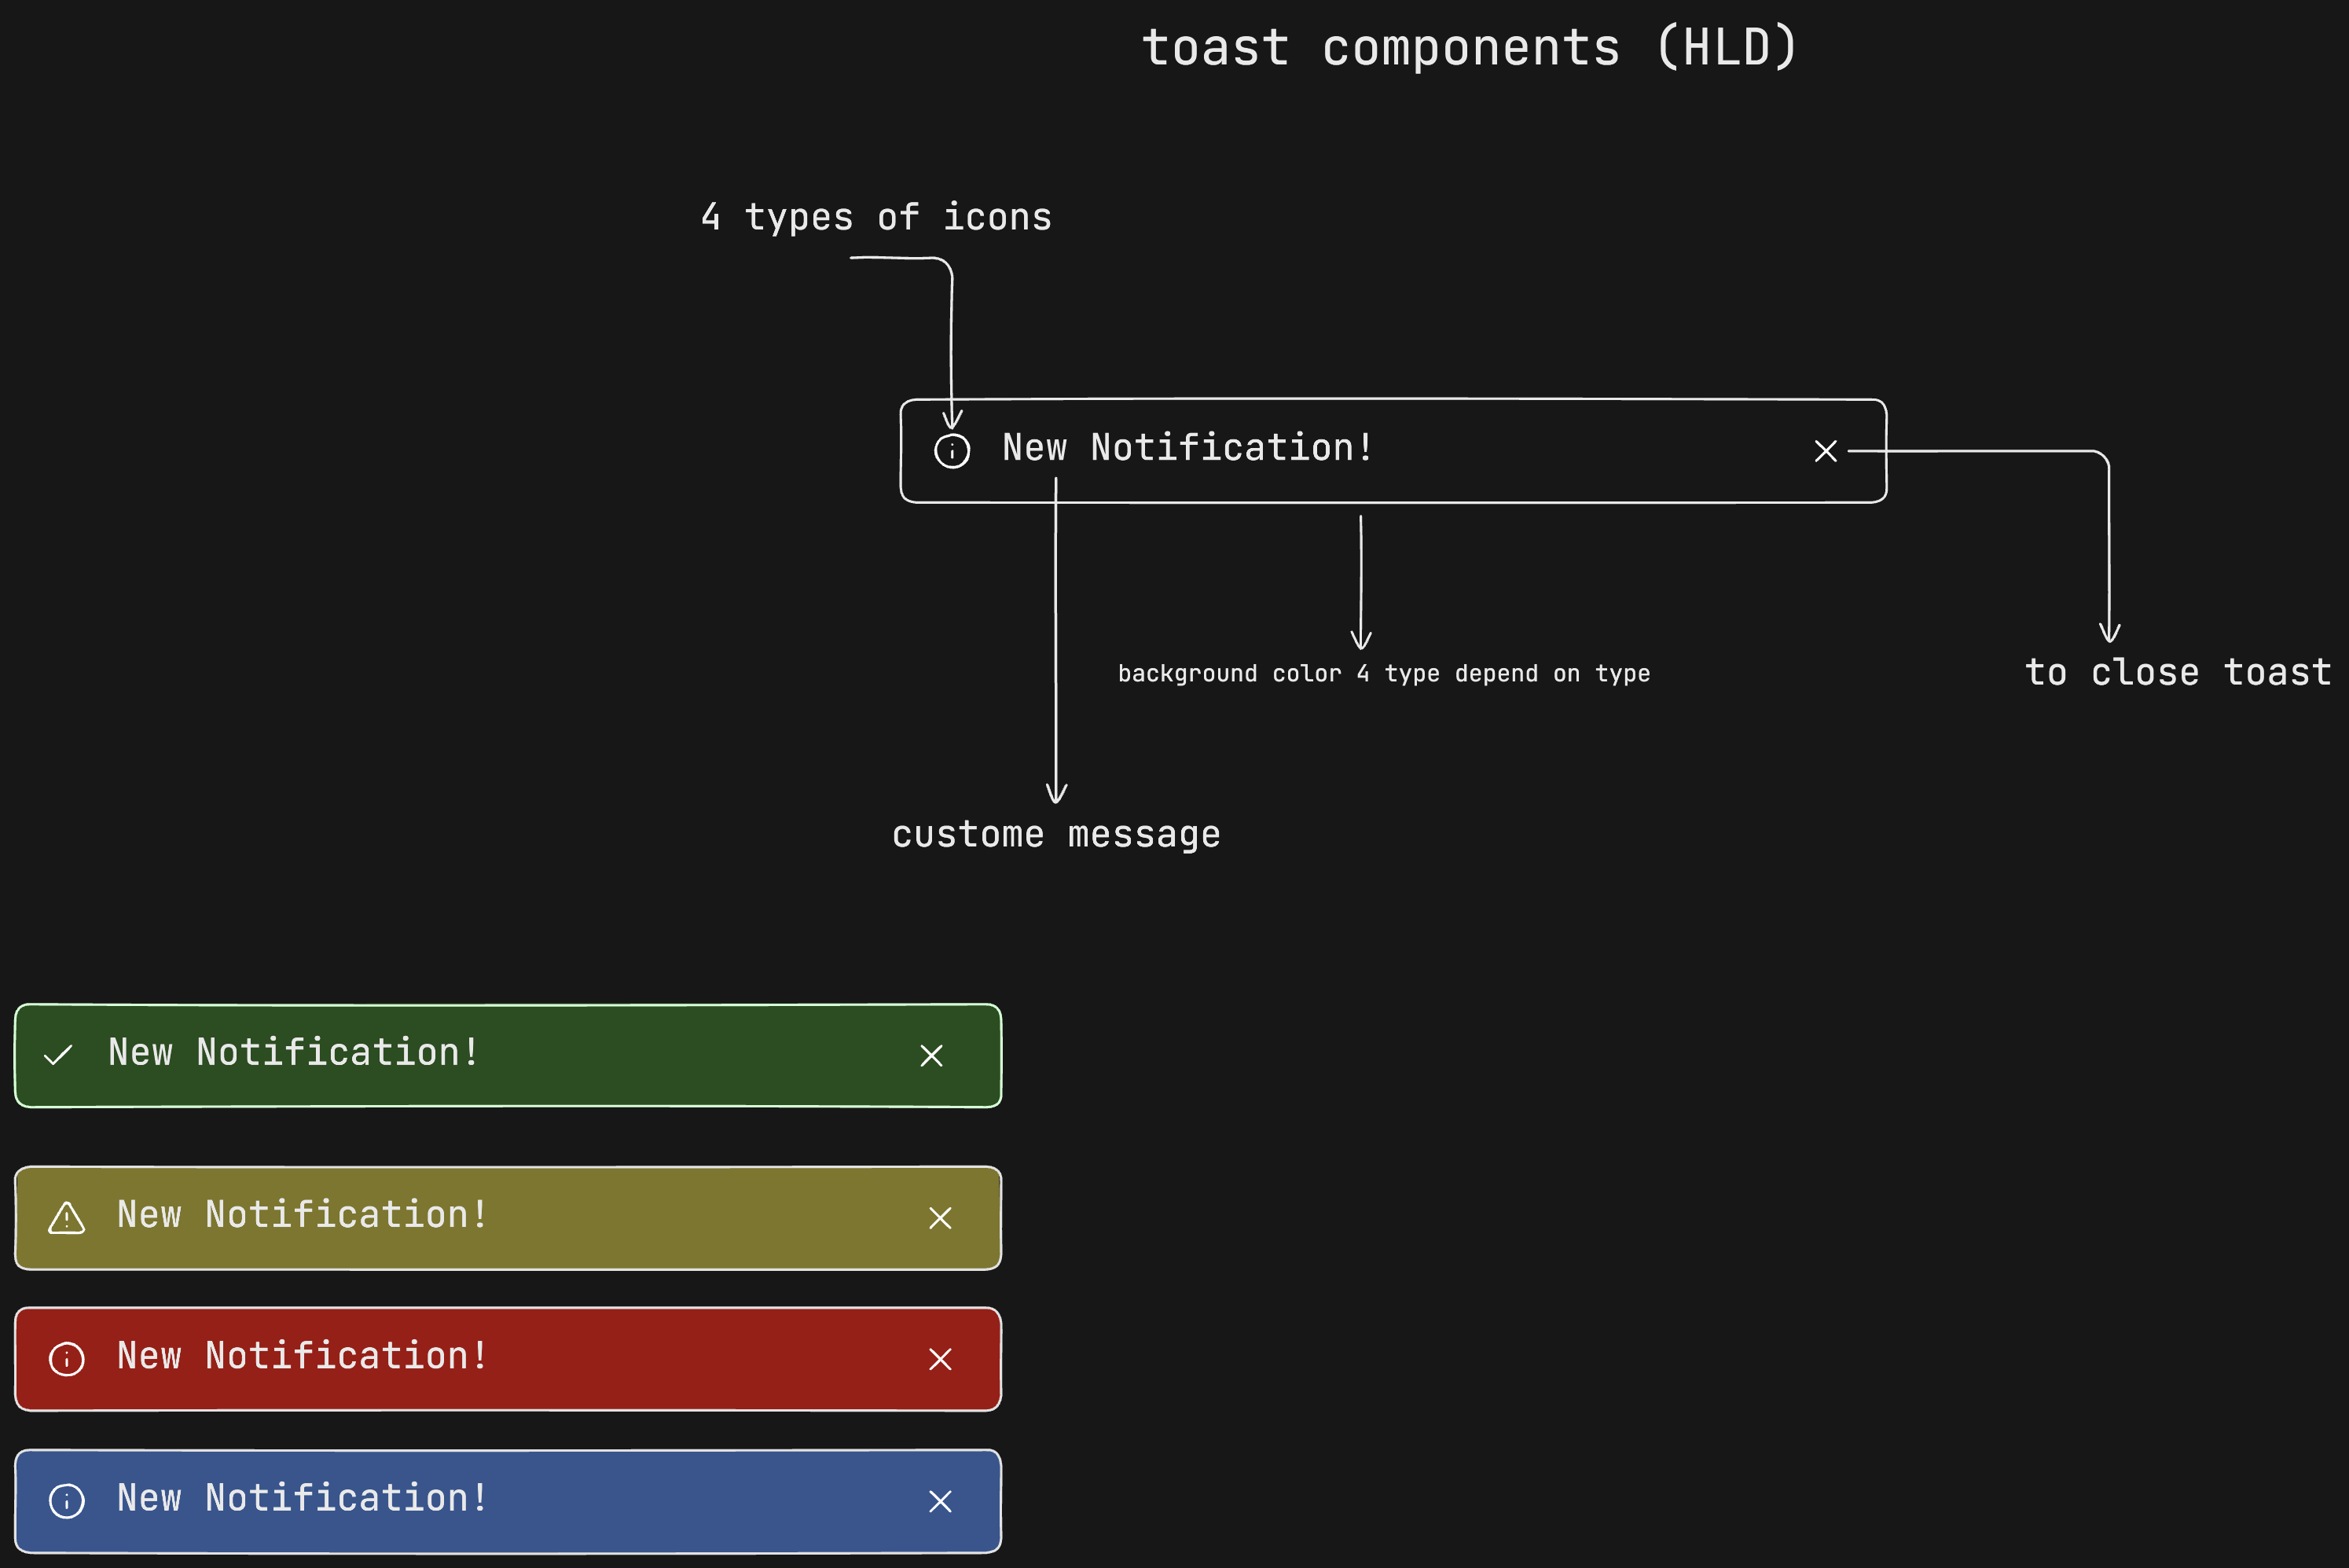 toast components (HLD)
4 types of icons
New Notification!
background color 4 type depend on type
to close toast
custome message
New Notification!
New Notification!
New Notification!
New Notification!